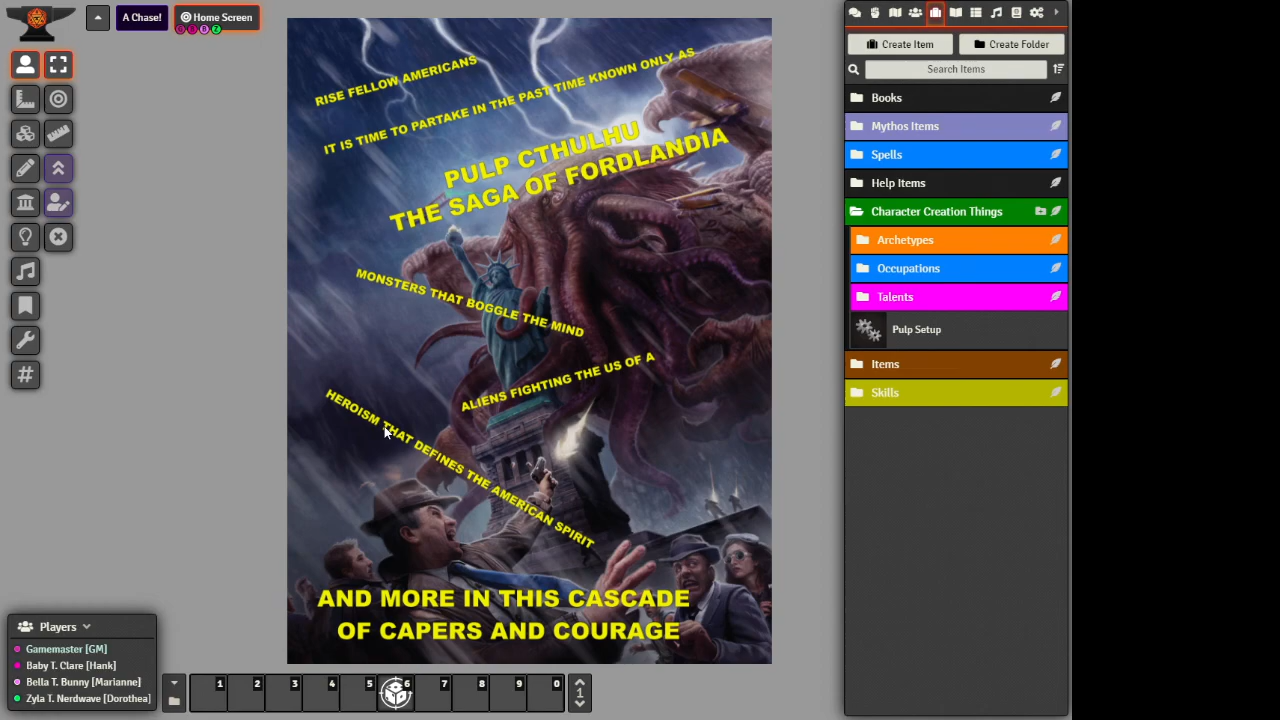 A Chase!
Home Screen
G B B Z
Create Item
Create Folder
Search Items
Books
Mythos Items
Spells
Help Items
Character Creation Things
Archetypes
Occupations
Talents
Pulp Setup
Items
Skills
RISE FELLOW AMERICANS
IT IS TIME TO PARTAKE IN THE PAST TIME KNOWN ONLY AS
PULP CTHULHU
THE SAGA OF FORDLANDIA
MONSTERS THAT BOGGLE THE MIND
ALIENS FIGHTING THE US OF A
HEROISM THAT DEFINES THE AMERICAN SPIRIT
AND MORE IN THIS CASCADE
OF CAPERS AND COURAGE
Players
Gamemaster [GM]
Baby T. Clare [Hank]
Bella T. Bunny [Marianne]
Zyla T. Nerdwave [Dorothea]
1 2 3 4 5 6 7 8 9 0
1